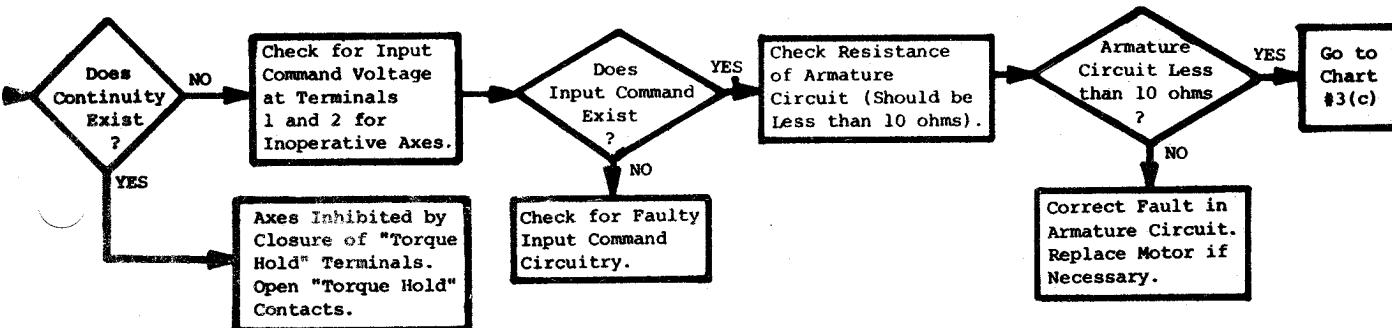 Does
Continuity
Exist
?
NO
YES
Check for Input
Command Voltage
at Terminals
1 and 2 for
Inoperative Axes.
Axes Inhibited by
Closure of "Torque
Hold" Terminals.
Open "Torque Hold"
Contacts.
Does
Input Command
Exist
?
YES
NO
Check for Faulty
Input Command
Circuitry.
Check Resistance
of Armature
Circuit (Should be
Less than 10 ohms).
Armature
Circuit Less
than 10 ohms
?
YES
NO
Correct Fault in
Armature Circuit.
Replace Motor if
Necessary.
Go to
Chart
#3(c)